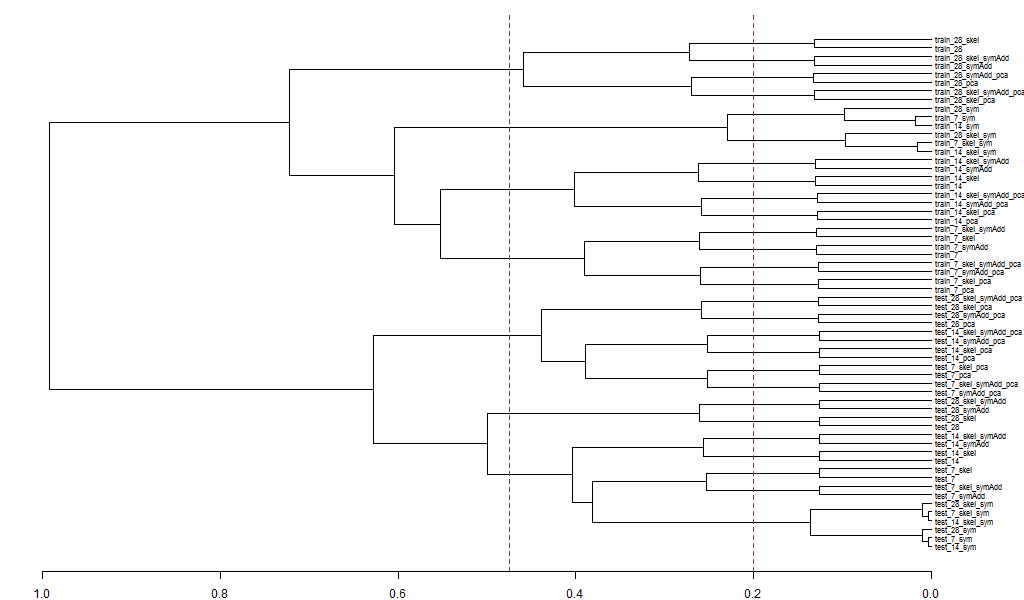 train_28_skel
train_28
train_28_skel_symAdd
train_28_symAdd
train_28_symAdd_pca
train_28_pca
train_28_skel_symAdd_pca
train_28_skel_pca
train_28_sym
train_7_sym
train_14_sym
train_28_skel_sym
train_7_skel_sym
train_14_skel_sym
train_14_skel_symAdd
train_14_symAdd
train_14_skel
train_14
train_14_skel_symAdd_pca
train_14_symAdd_pca
train_14_skel_pca
train_14_pca
train_7_skel_symAdd
train_7_skel
train_7_symAdd
train_7
train_7_skel_symAdd_pca
train_7_symAdd_pca
train_7_skel_pca
train_7_pca
test_28_skel_symAdd_pca
test_28_skel_pca
test_28_symAdd_pca
test_28_pca
test_14_skel_symAdd_pca
test_14_symAdd_pca
test_14_skel_pca
test_14_pca
test_7_skel_pca
test_7_pca
test_7_skel_symAdd_pca
test_7_symAdd_pca
test_28_skel_symAdd
test_28_symAdd
test_28_skel
test_28
test_14_skel_symAdd
test_14_symAdd
test_14_skel
test_14
test_7_skel
test_7
test_7_skel_symAdd
test_7_symAdd
test_28_skel_sym
test_7_skel_sym
test_14_skel_sym
test_28_sym
test_7_sym
test_14_sym
1.0 0.8 0.6 0.4 0.2 0.0